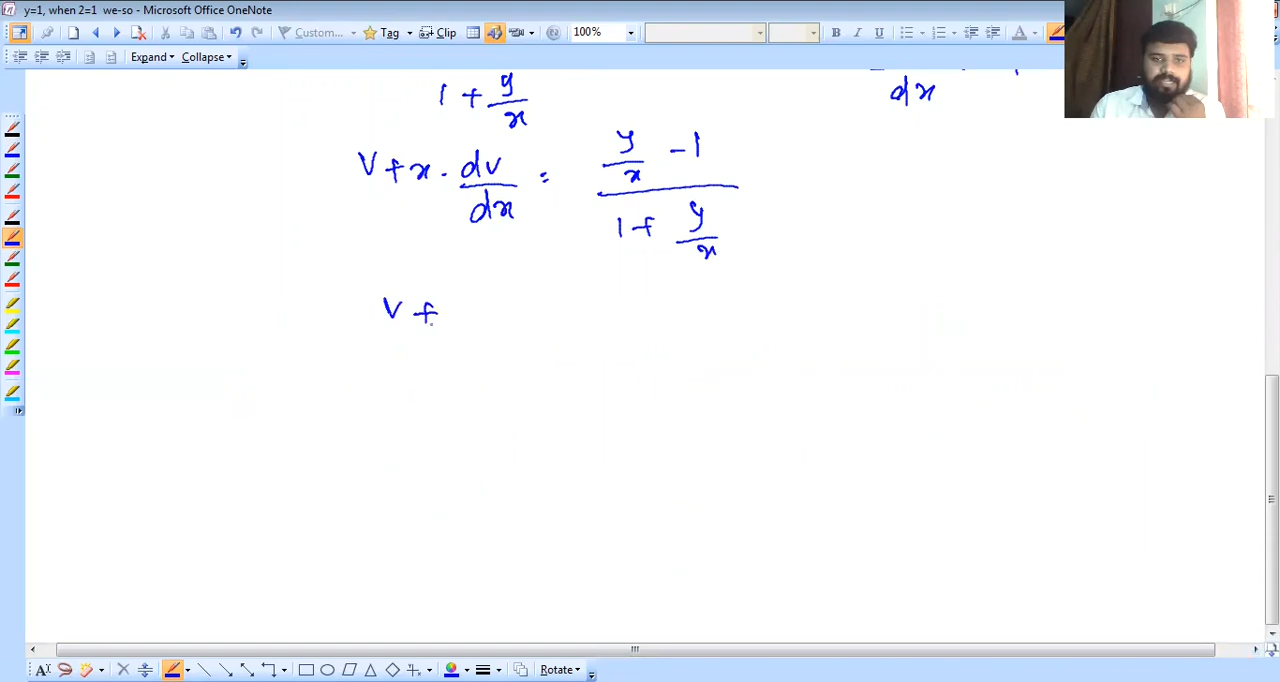 y=1, when 2=1 we-so - Microsoft Office OneNote
Custom... Tag Clip 100% B I U A
Expand Collapse
1 + y/x
dx
v + x · dv/dx = (y/x - 1)/(1 + y/x)
v +
Rotate